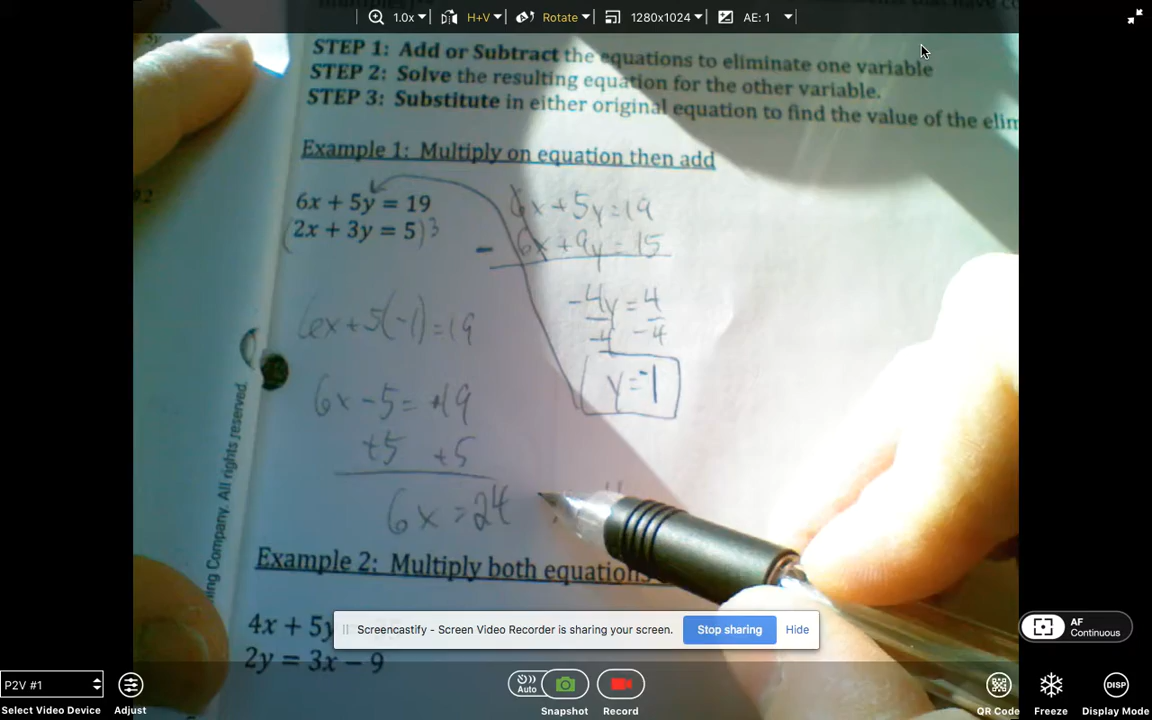 1.0x H+V Rotate 1280x1024 AE: 1
STEP 1: Add or Subtract the equations to eliminate one variable
STEP 2: Solve the resulting equation for the other variable.
STEP 3: Substitute in either original equation to find the value of the elim
Example 1: Multiply on equation then add
6x + 5y = 19
(2x + 3y = 5)3
6x+5y=19
- 6x+9y=15
-4y=4
-4 -4
y=-1
6x+5(-1)=19
6x-5=19
+5 +5
6x=24
ing Company. All rights reserved.
Example 2: Multiply both equations
4x + 5y
2y = 3x − 9
Screencastify - Screen Video Recorder is sharing your screen.
Stop sharing
Hide
AF
Continuous
P2V #1
Select Video Device
Adjust
Auto
Snapshot
Record
QR Code
Freeze
DISP
Display Mode